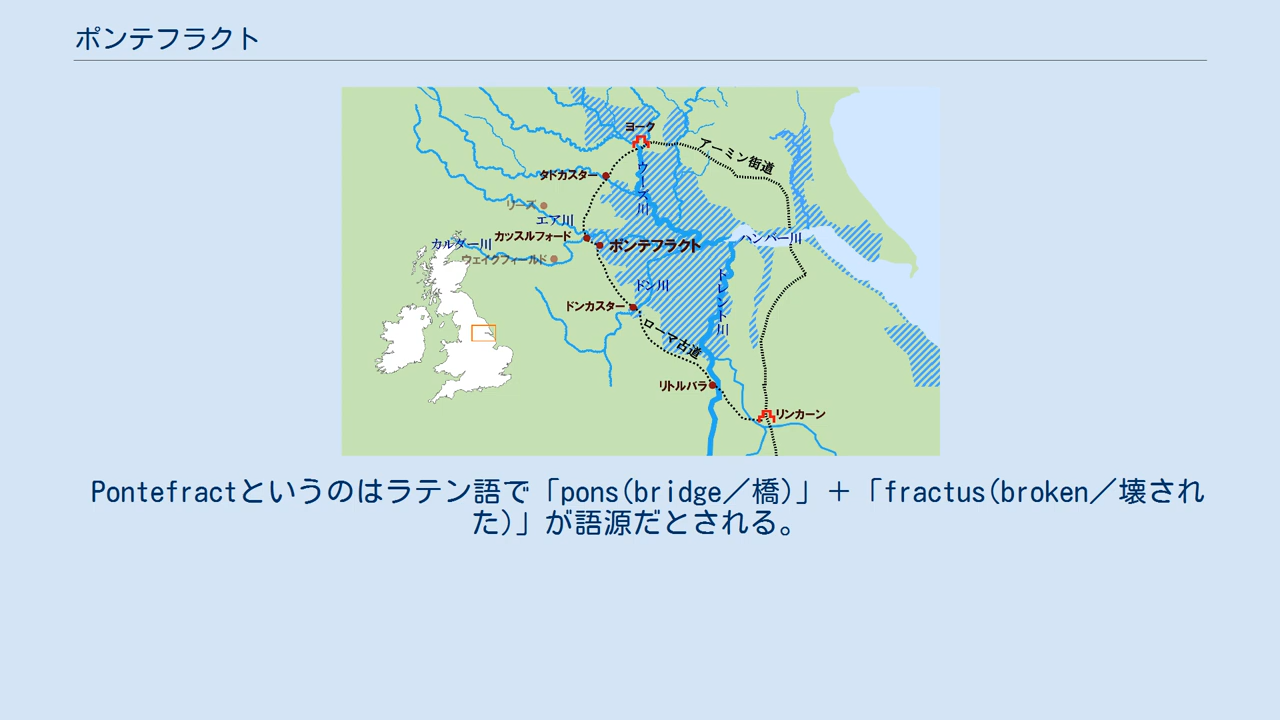 ポンテフラクト
ヨーク
アーミン街道
タドカスター
ウーズ川
リーズ
エア川
カッスルフォード
カルダー川
ポンテフラクト
ハンバー川
ウェイクフィールド
ドン川
トレント川
ドンカスター
ローマ古道
リトルバラ
リンカーン
Pontefractというのはラテン語で「pons(bridge／橋)」＋「fractus(broken／壊され
た)」が語源だとされる。